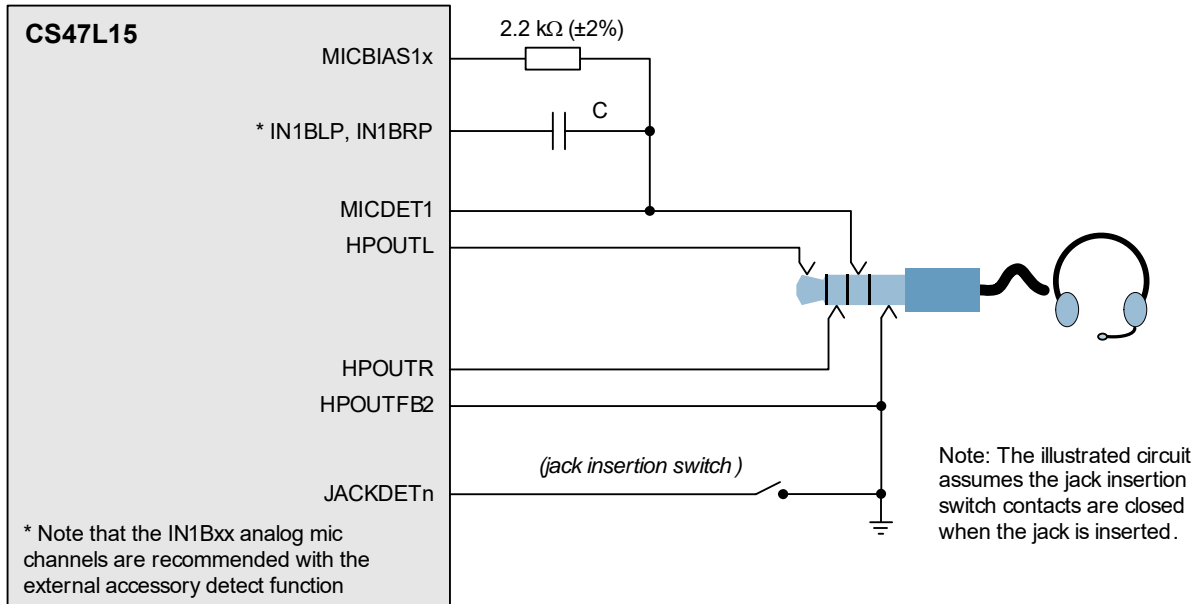 CS47L15
2.2 kΩ (±2%)
MICBIAS1x
C
* IN1BLP, IN1BRP
MICDET1
HPOUTL
HPOUTR
HPOUTFB2
(jack insertion switch)
JACKDETn
Note: The illustrated circuit
assumes the jack insertion
switch contacts are closed
when the jack is inserted.
* Note that the IN1Bxx analog mic
channels are recommended with the
external accessory detect function